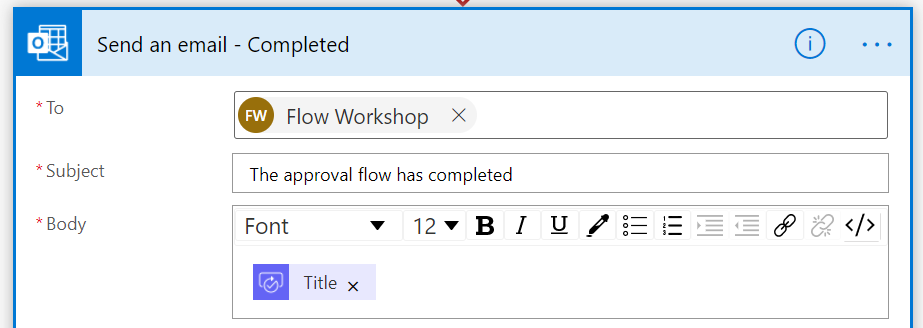 Send an email - Completed
* To
FW Flow Workshop
* Subject
The approval flow has completed
* Body
Font 12 B I U </>
Title